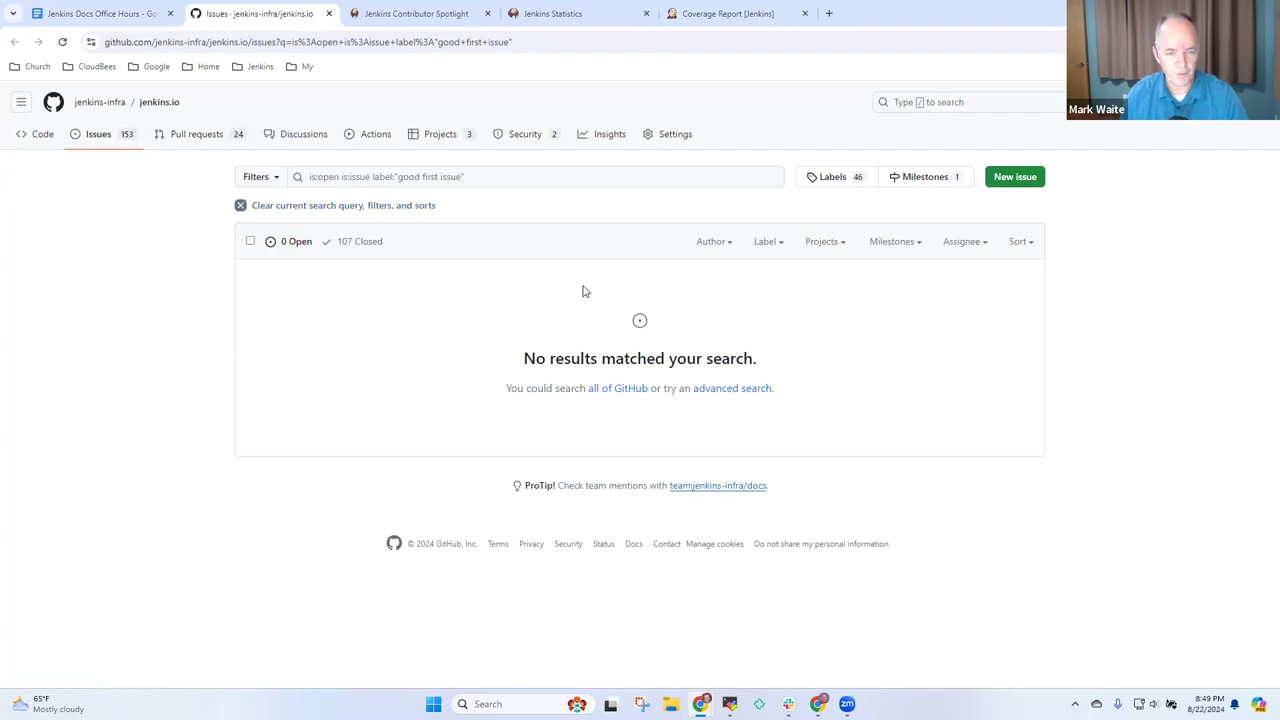 Jenkins Docs Office Hours - G
Issues · jenkins-infra/jenkins.io
Jenkins Contributor Spotlight
Jenkins Statistics
Coverage Report [Jenkins]
github.com/jenkins-infra/jenkins.io/issues?q=is%3Aopen+is%3Aissue+label%3A"good+first+issue"
Church
CloudBees
Google
Home
Jenkins
My
Mark Waite
jenkins-infra / jenkins.io
Type / to search
Code
Issues 153
Pull requests 24
Discussions
Actions
Projects 3
Security 2
Insights
Settings
Filters
is:open is:issue label:"good first issue"
Labels 46
Milestones 1
New issue
Clear current search query, filters, and sorts
0 Open
107 Closed
Author
Label
Projects
Milestones
Assignee
Sort
No results matched your search.
You could search all of GitHub or try an advanced search.
ProTip! Check team mentions with team:jenkins-infra/docs.
© 2024 GitHub, Inc.
Terms
Privacy
Security
Status
Docs
Contact
Manage cookies
Do not share my personal information
65°F
Mostly cloudy
Search
zm
8:49 PM
8/22/2024